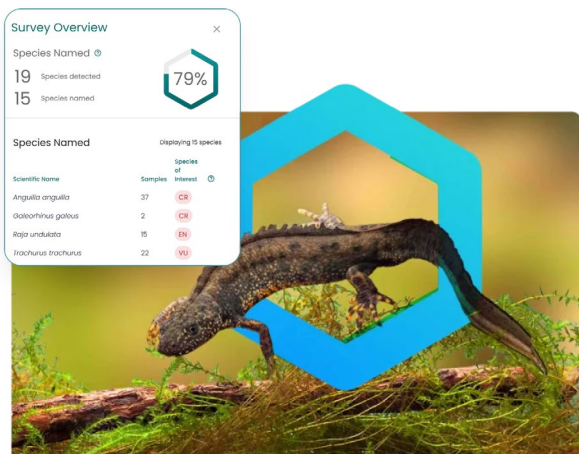 Survey Overview
Species Named
19 Species detected
15 Species named
79%
Species Named
Displaying 15 species
Scientific Name Samples Species of Interest
Anguilla anguilla 37 CR
Galeorhinus galeus 2 CR
Raja undulata 15 EN
Trachurus trachurus 22 VU